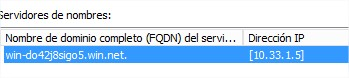 Servidores de nombres:
Nombre de dominio completo (FQDN) del servi... Dirección IP
win-do42j8sigo5.win.net. [10.33.1.5]